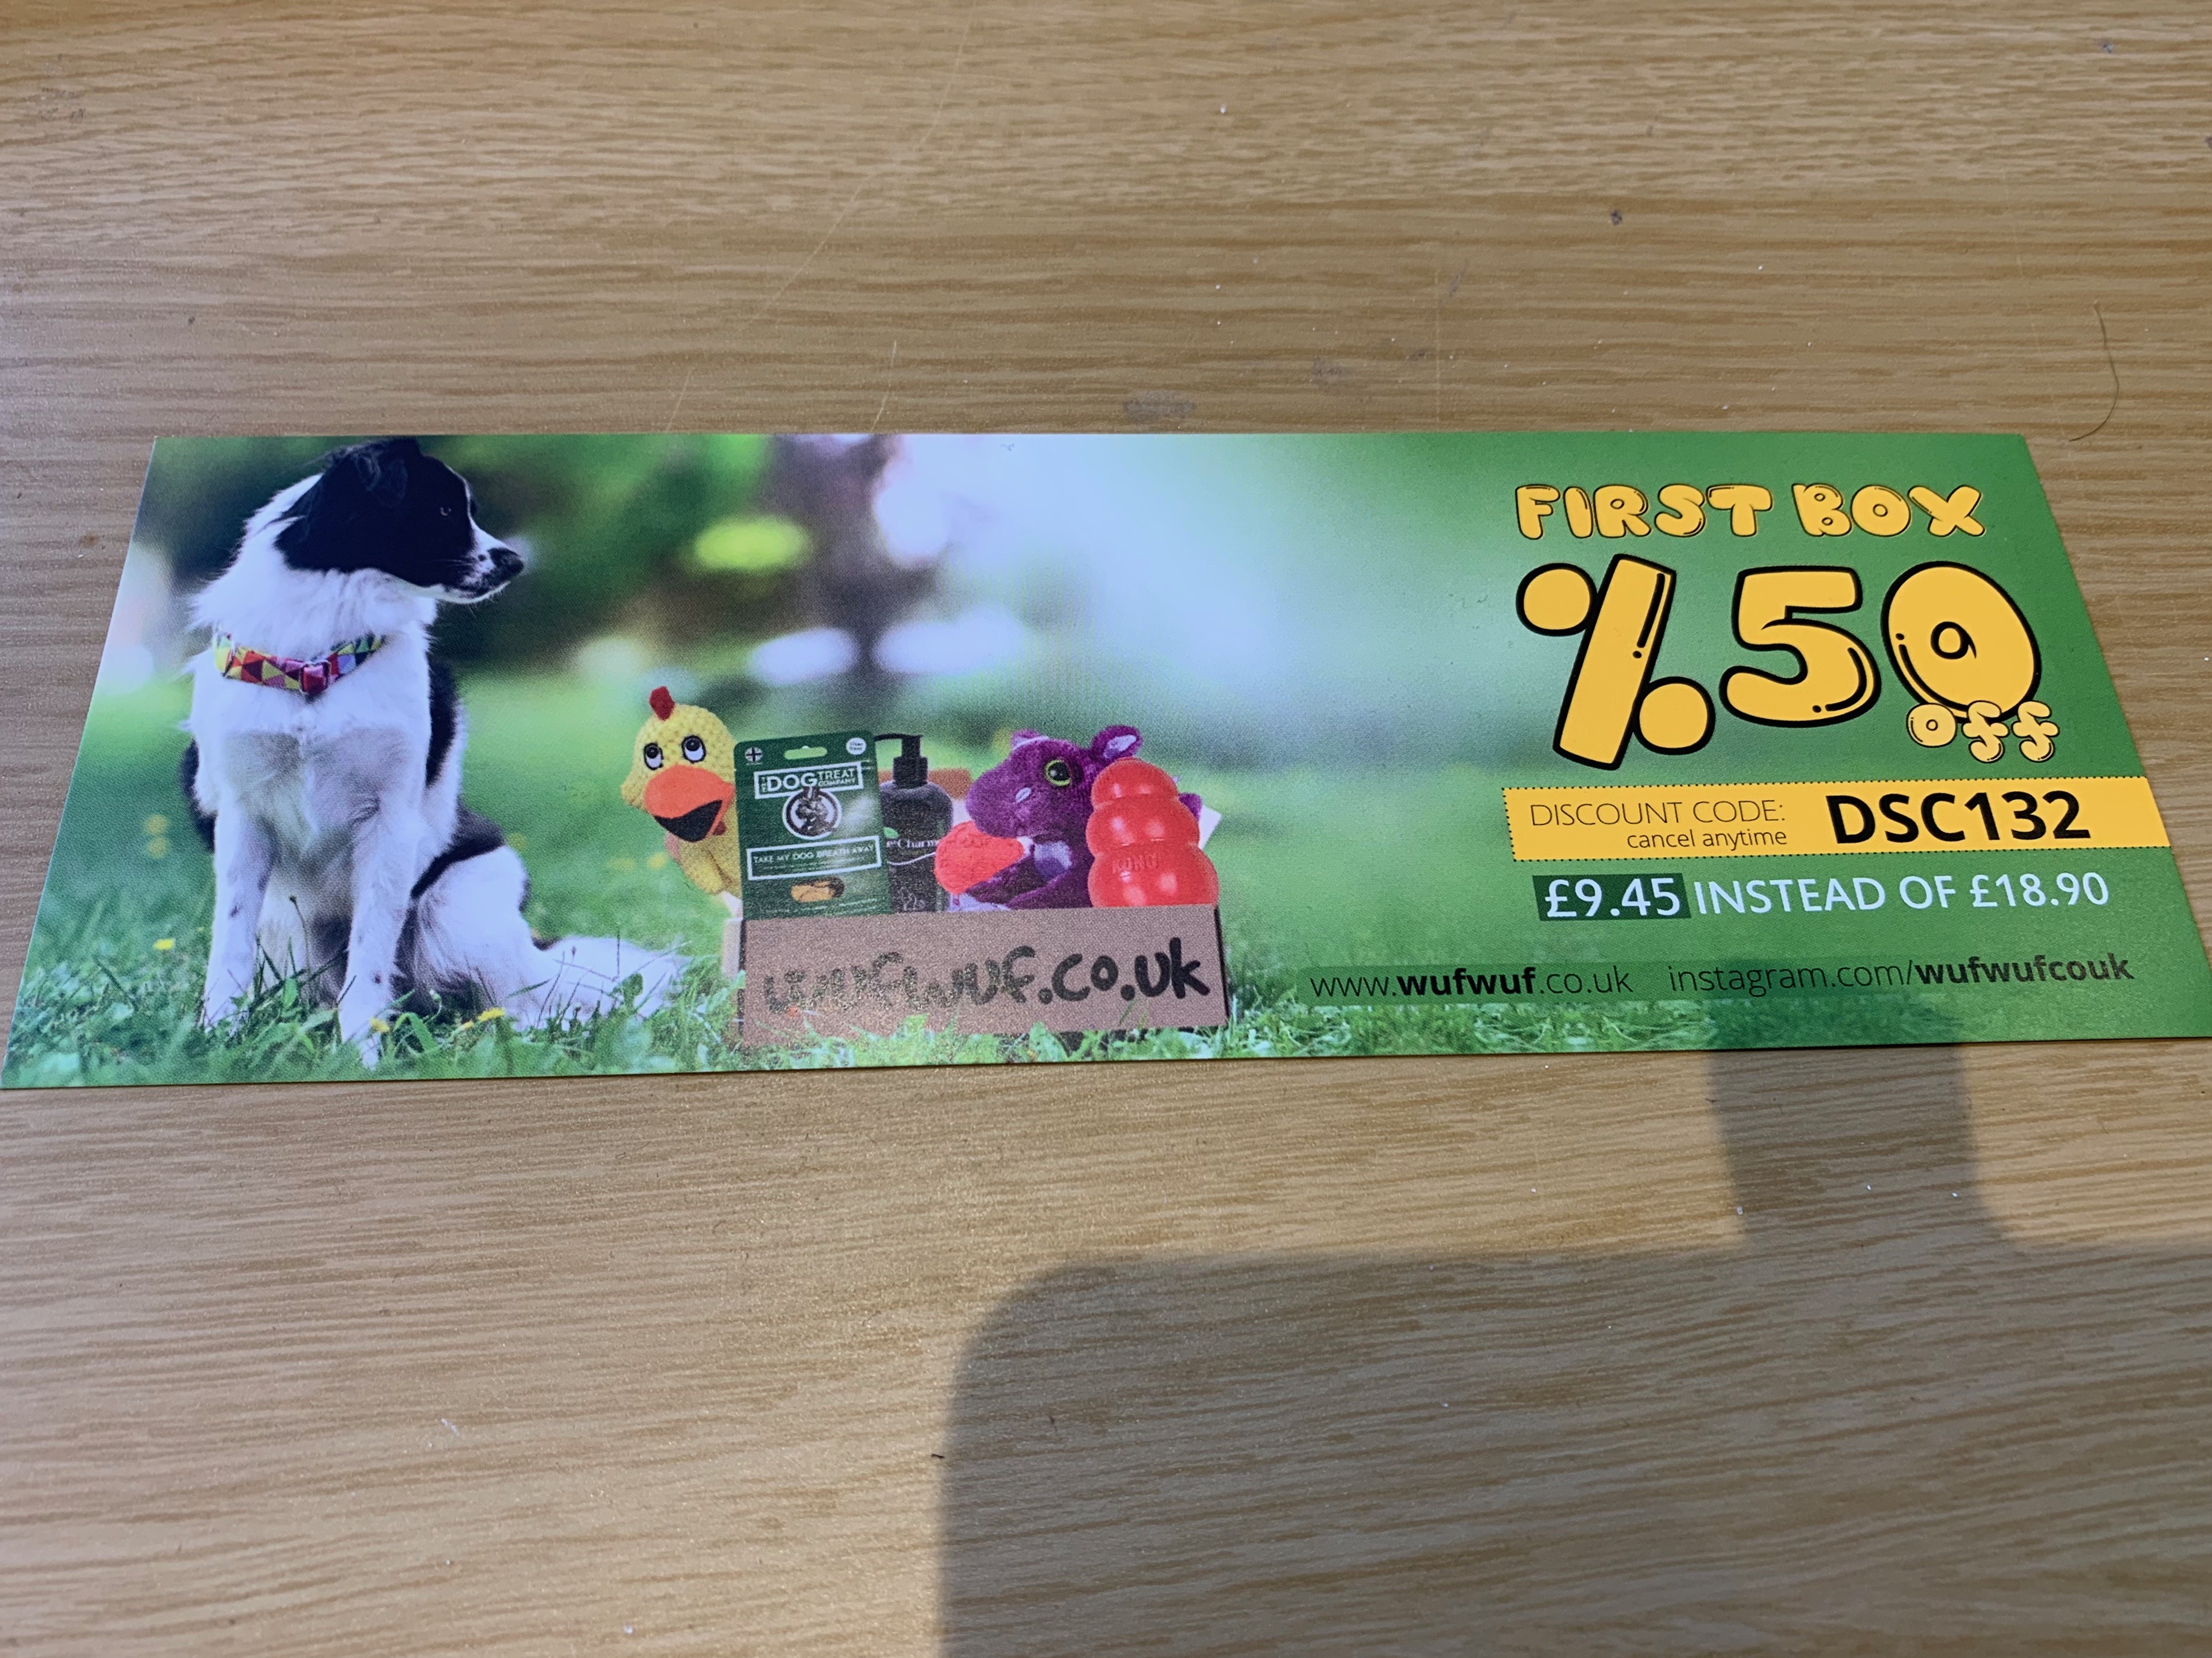 FIRST BOX
%50
off
DISCOUNT CODE: DSC132
cancel anytime
£9.45 INSTEAD OF £18.90
www.wufwuf.co.uk instagram.com/wufwufcouk
THE DOG TREAT
COMPANY
TAKE MY DOG BREATH AWAY
KONG
wufwuf.co.uk